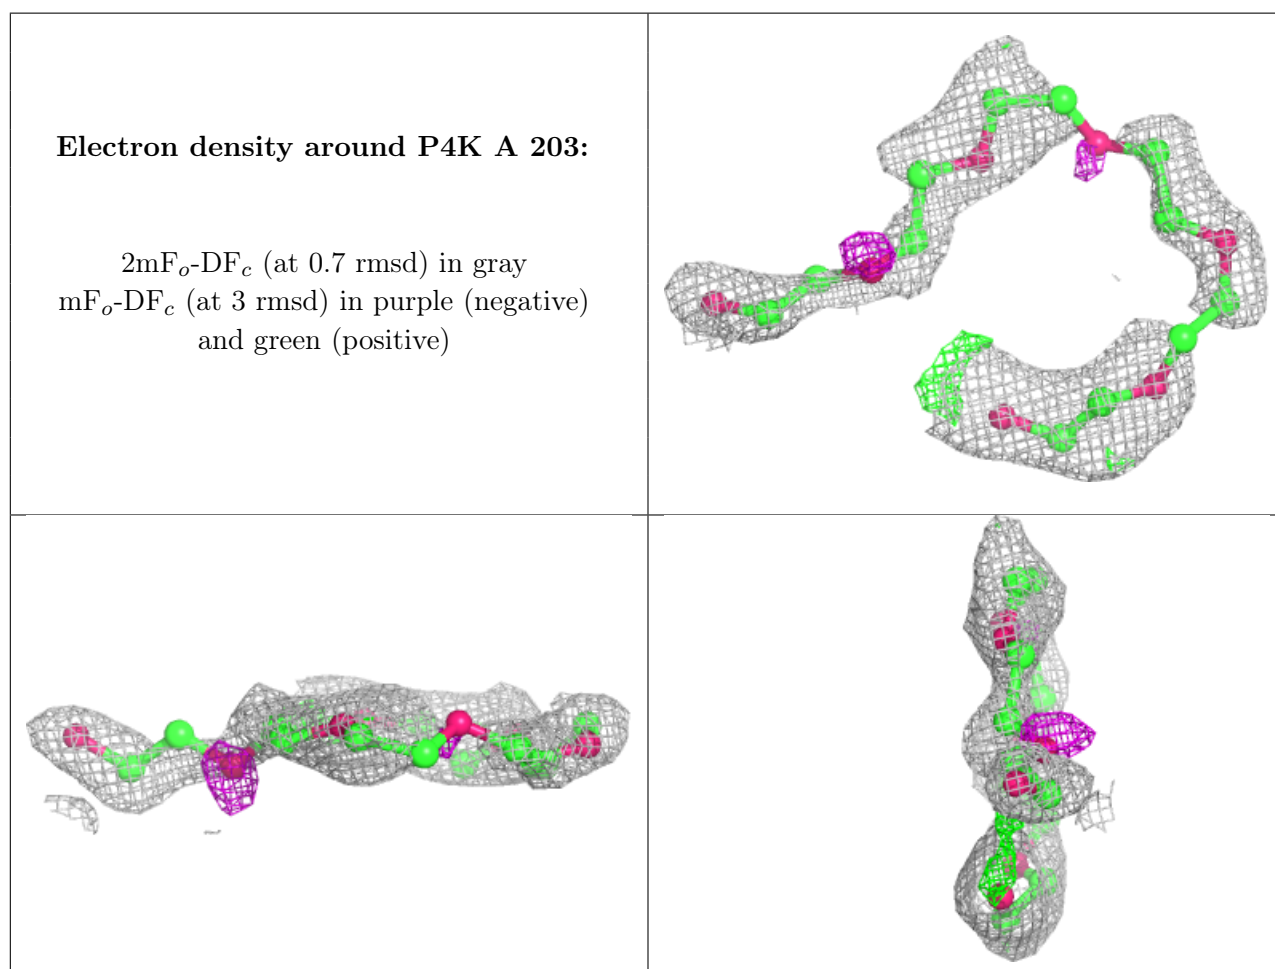 Electron density around P4K A 203:
2mFo-DFc (at 0.7 rmsd) in gray
mFo-DFc (at 3 rmsd) in purple (negative)
and green (positive)